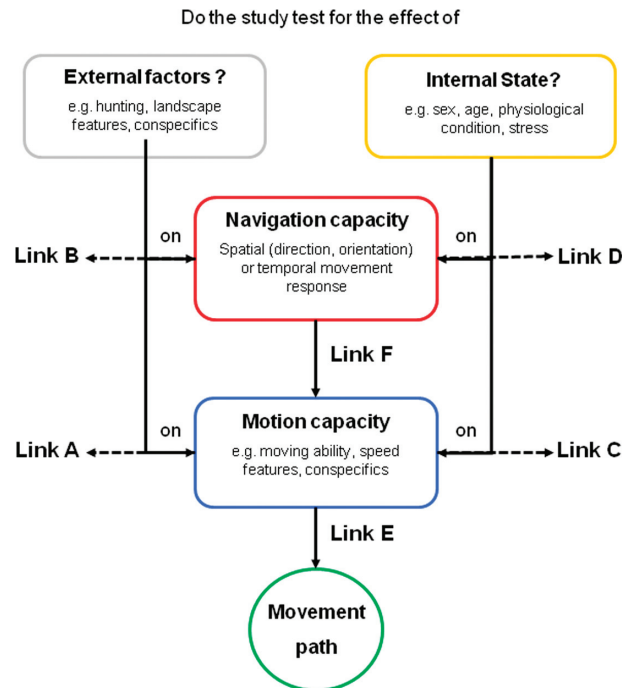 Do the study test for the effect of
External factors ?
e.g. hunting, landscape
features, conspecifics
Internal State?
e.g. sex, age, physiological
condition, stress
Navigation capacity
Spatial (direction, orientation)
or temporal movement
response
on
on
Link B
Link D
Link F
Motion capacity
e.g. moving ability, speed
features, conspecifics
on
on
Link A
Link C
Link E
Movement
path